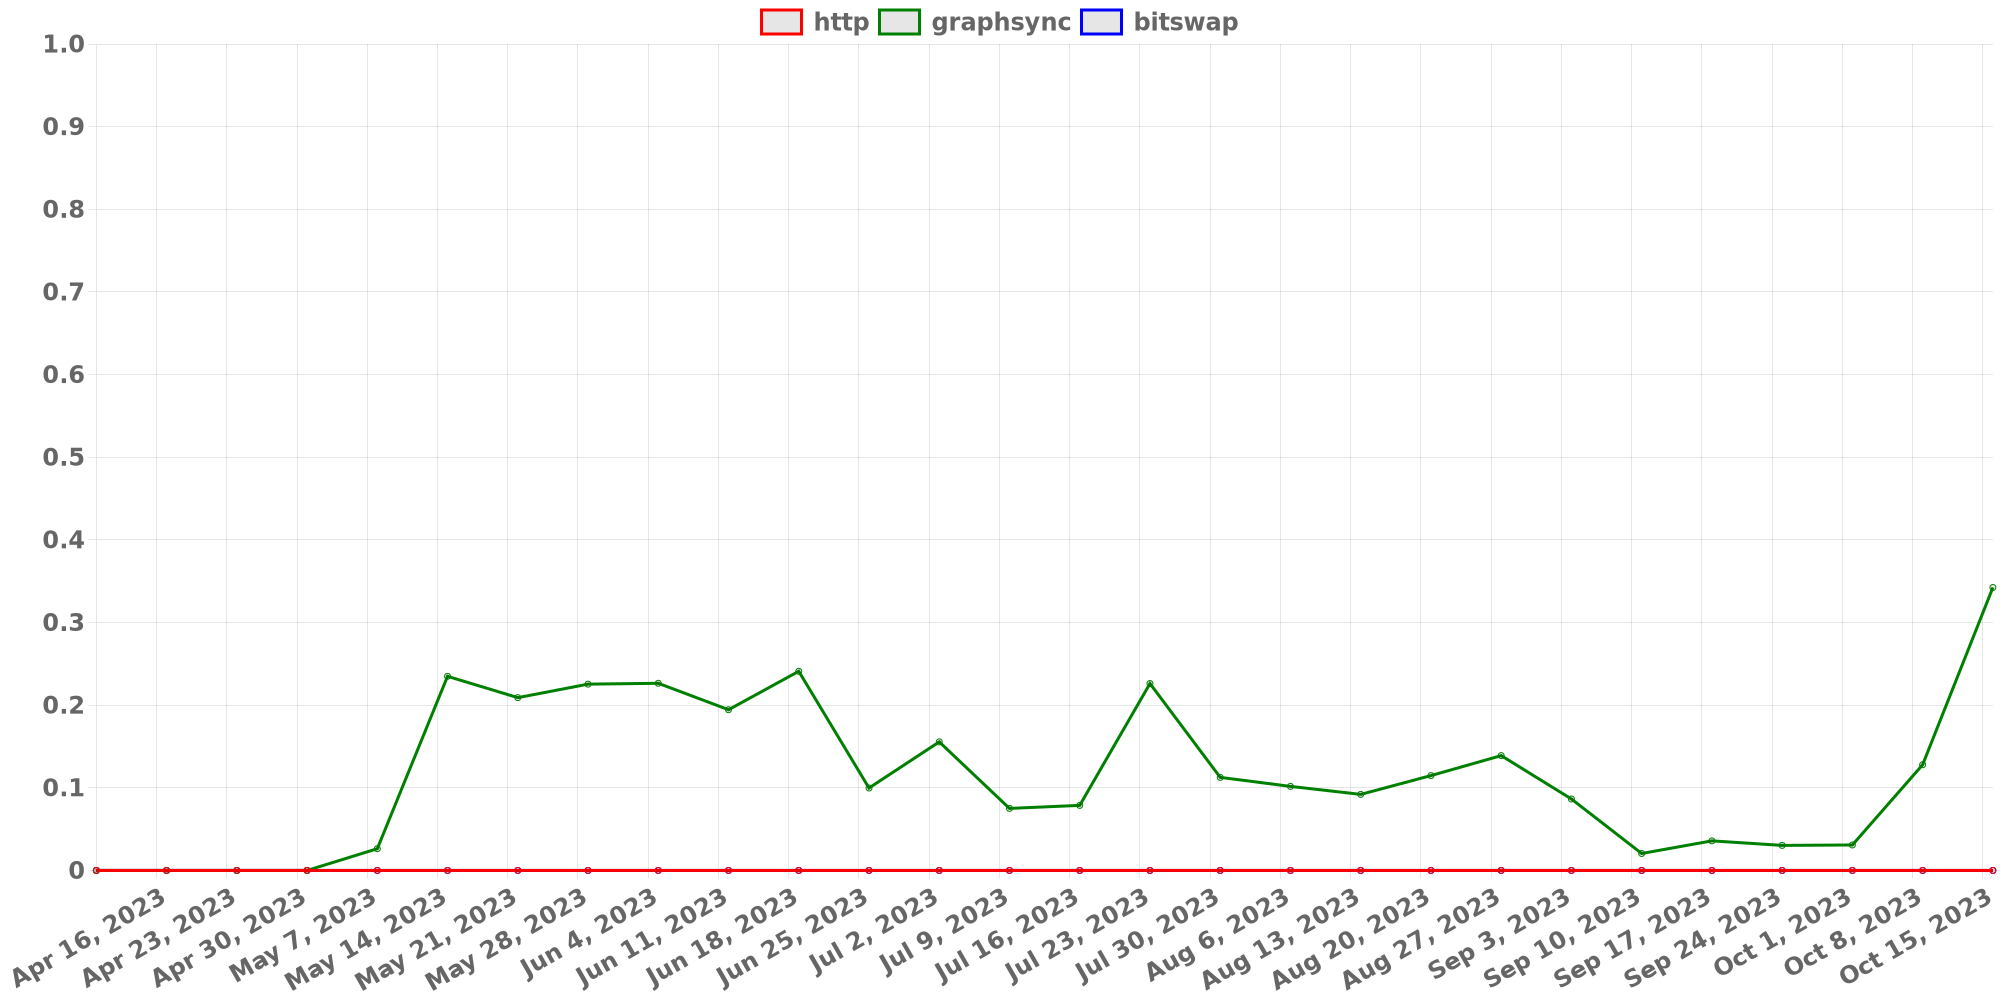 http graphsync bitswap
1.0
0.9
0.8
0.7
0.6
0.5
0.4
0.3
0.2
0.1
0
Apr 16, 2023
Apr 23, 2023
Apr 30, 2023
May 7, 2023
May 14, 2023
May 21, 2023
May 28, 2023
Jun 4, 2023
Jun 11, 2023
Jun 18, 2023
Jun 25, 2023
Jul 2, 2023
Jul 9, 2023
Jul 16, 2023
Jul 23, 2023
Jul 30, 2023
Aug 6, 2023
Aug 13, 2023
Aug 20, 2023
Aug 27, 2023
Sep 3, 2023
Sep 10, 2023
Sep 17, 2023
Sep 24, 2023
Oct 1, 2023
Oct 8, 2023
Oct 15, 2023